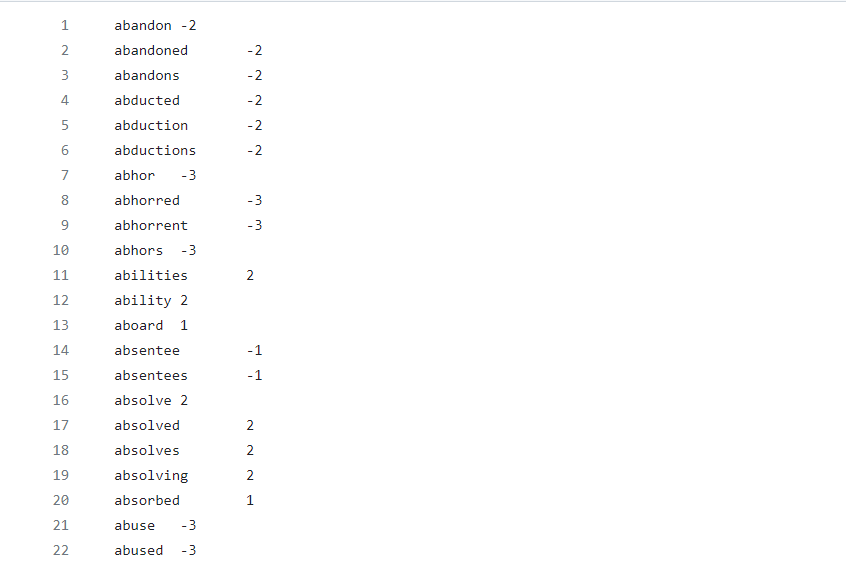 1 abandon -2
2 abandoned -2
3 abandons -2
4 abducted -2
5 abduction -2
6 abductions -2
7 abhor -3
8 abhorred -3
9 abhorrent -3
10 abhors -3
11 abilities 2
12 ability 2
13 aboard 1
14 absentee -1
15 absentees -1
16 absolve 2
17 absolved 2
18 absolves 2
19 absolving 2
20 absorbed 1
21 abuse -3
22 abused -3